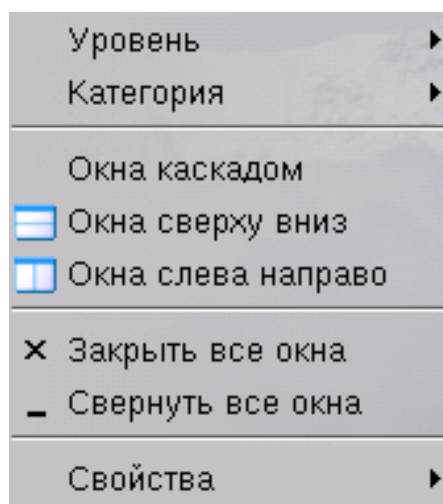 Уровень
Категория
Окна каскадом
Окна сверху вниз
Окна слева направо
Закрыть все окна
Свернуть все окна
Свойства